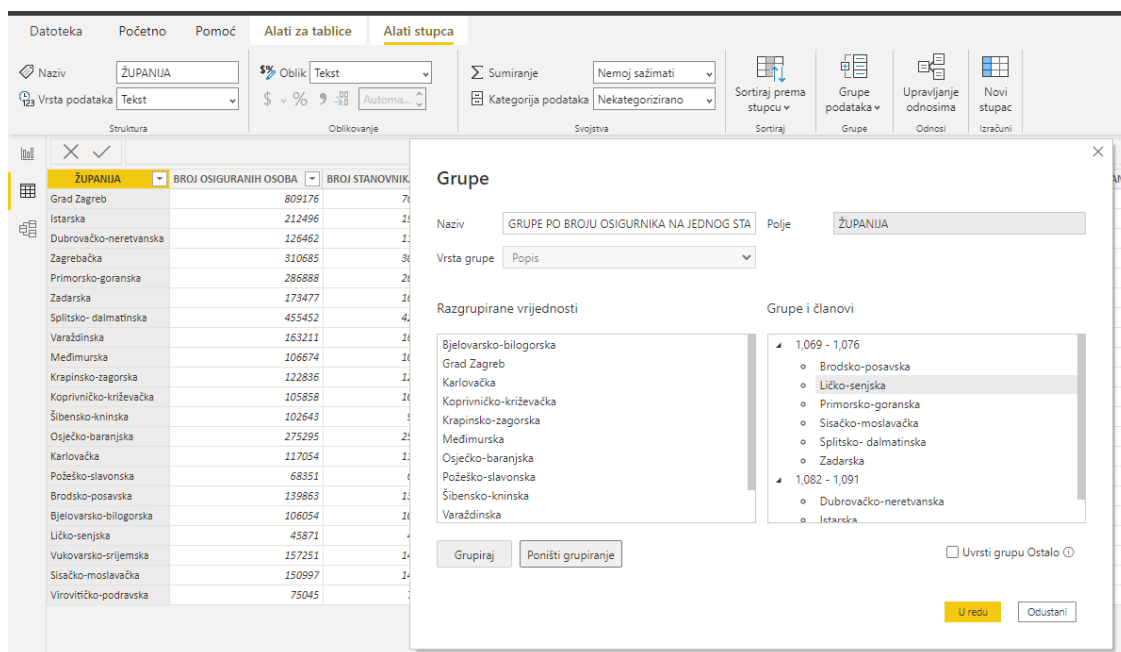 Datoteka Početno Pomoć Alati za tablice Alati stupca
Naziv ŽUPANIJA
Vrsta podataka Tekst
Struktura
Oblik Tekst
$ % Automa...
Oblikovanje
Sumiranje Nemoj sažimati
Kategorija podataka Nekategorizirano
Svojstva
Sortiraj prema
stupcu
Sortiraj
Grupe
podataka
Grupe
Upravljanje
odnosima
Odnosi
Novi
stupac
Izračuni
ŽUPANIJA BROJ OSIGURANIH OSOBA BROJ STANOVNIK
Grad Zagreb 809176
Istarska 212496
Dubrovačko-neretvanska 126462
Zagrebačka 310685
Primorsko-goranska 286888
Zadarska 173477
Splitsko- dalmatinska 455452
Varaždinska 163211
Međimurska 106674
Krapinsko-zagorska 122836
Koprivničko-križevačka 105858
Šibensko-kninska 102643
Osječko-baranjska 275295
Karlovačka 117054
Požeško-slavonska 68351
Brodsko-posavska 139863
Bjelovarsko-bilogorska 106054
Ličko-senjska 45871
Vukovarsko-srijemska 157251
Sisačko-moslavačka 150997
Virovitičko-podravska 75045
Grupe
Naziv GRUPE PO BROJU OSIGURNIKA NA JEDNOG STA Polje ŽUPANIJA
Vrsta grupe Popis
Razgrupirane vrijednosti
Bjelovarsko-bilogorska
Grad Zagreb
Karlovačka
Koprivničko-križevačka
Krapinsko-zagorska
Međimurska
Osječko-baranjska
Požeško-slavonska
Šibensko-kninska
Varaždinska
Grupe i članovi
1,069 - 1,076
Brodsko-posavska
Ličko-senjska
Primorsko-goranska
Sisačko-moslavačka
Splitsko- dalmatinska
Zadarska
1,082 - 1,091
Dubrovačko-neretvanska
Istarska
Grupiraj Poništi grupiranje Uvrsti grupu Ostalo
U redu Odustani